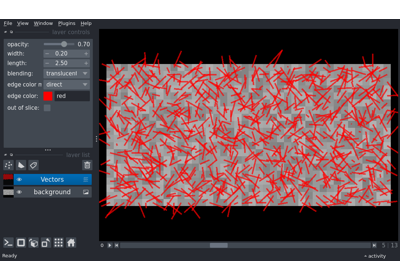 File View Window Plugins Help
layer controls
opacity: 0.70
width: − 0.20 +
length: − 2.50 +
blending: translucent
edge color m direct
edge color: red
out of slice:
layer list
Vectors
background
5 13
Ready
activity